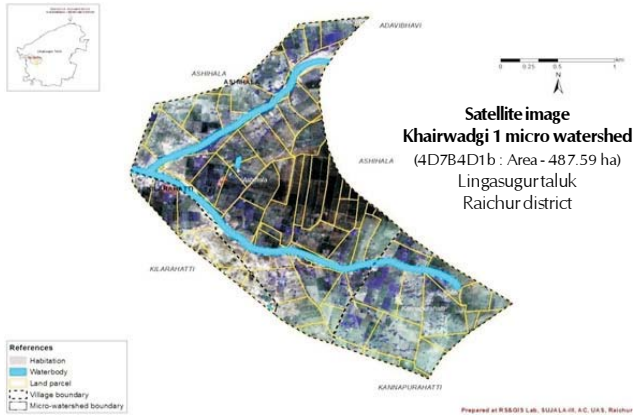 ADAVIBHAVI
ASHIHALA
ASHIHALA
ASHIHALA
KILARAHATTI
KANNAPURAHATTI
0 0.25 0.5 1
N
Satellite image
Khairwadgi 1 micro watershed
(4D7B4D1b : Area - 487.59 ha)
Lingasugur taluk
Raichur district
References
Habitation
Waterbody
Land parcel
Village boundary
Micro-watershed boundary
Prepared at RS&GIS Lab, SUJALA-III, AC, UAS, Raichur